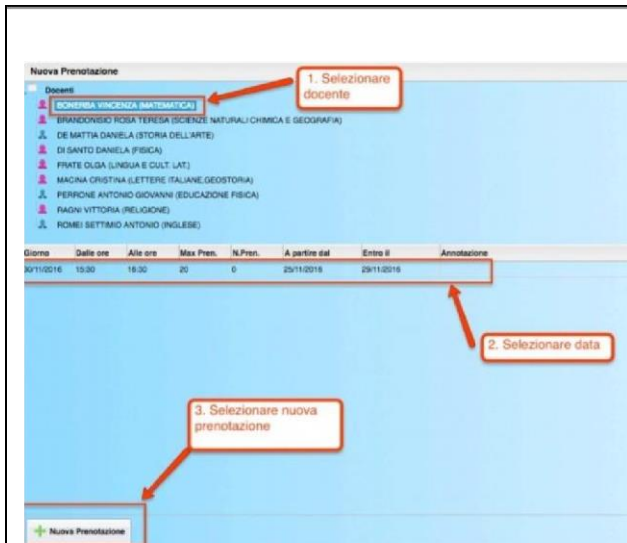 Nuova Prenotazione
Docenti
1. Selezionare
docente
BONERBA VINCENZA (MATEMATICA)
BRANDONISIO ROSA TERESA (SCIENZE NATURALI CHIMICA E GEOGRAFIA)
DE MATTIA DANIELA (STORIA DELL'ARTE)
DI SANTO DANIELA (FISICA)
FRATE OLGA (LINGUA E CULT. LAT.)
MACINA CRISTINA (LETTERE ITALIANE,GEOSTORIA)
PERRONE ANTONIO GIOVANNI (EDUCAZIONE FISICA)
RAGNI VITTORIA (RELIGIONE)
ROMEI SETTIMIO ANTONIO (INGLESE)
Giorno Dalle ore Alle ore Max Pren. N.Pren. A partire dal Entro il Annotazione
30/11/2016 15:30 16:30 20 0 25/11/2016 29/11/2016
2. Selezionare data
3. Selezionare nuova
prenotazione
Nuova Prenotazione